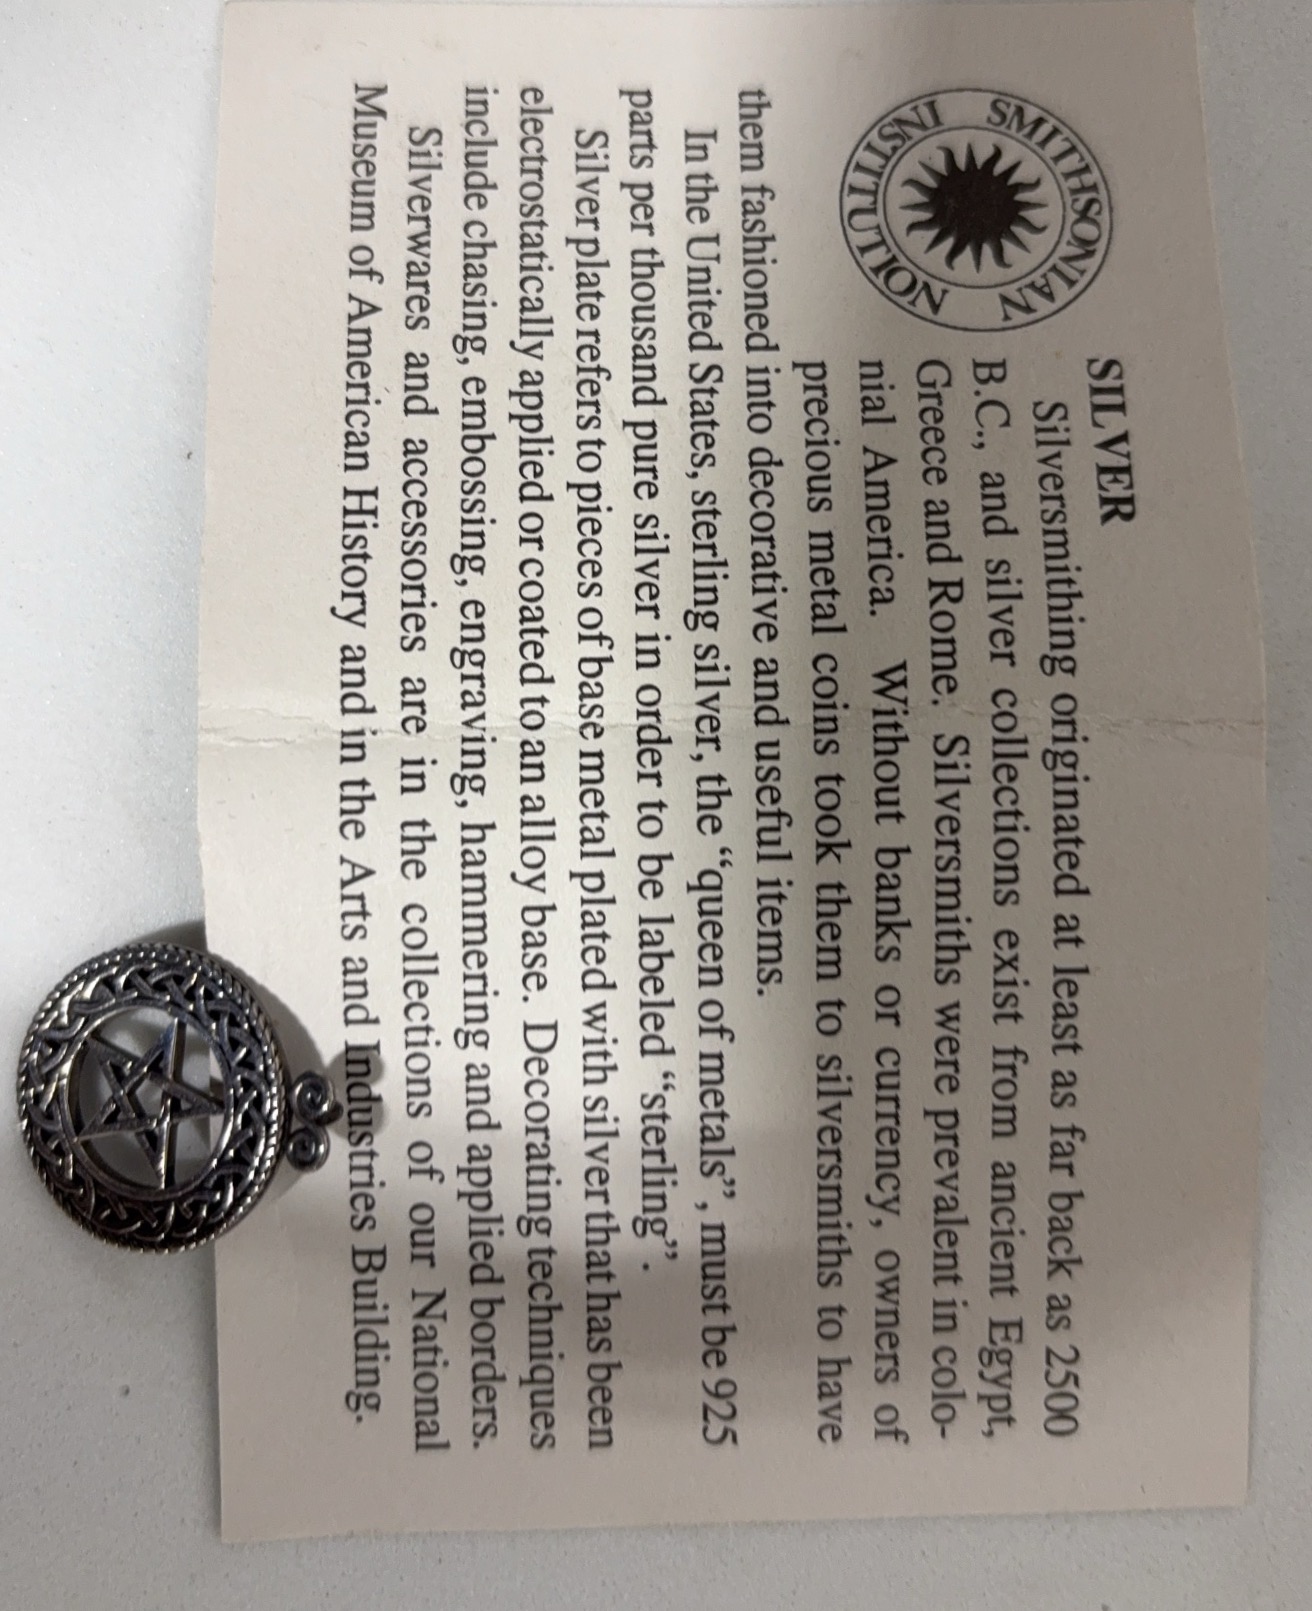 SMITHSONIAN
INSTITUTION
SILVER
Silversmithing originated at least as far back as 2500
B.C., and silver collections exist from ancient Egypt,
Greece and Rome. Silversmiths were prevalent in colo-
nial America. Without banks or currency, owners of
precious metal coins took them to silversmiths to have
them fashioned into decorative and useful items.
In the United States, sterling silver, the “queen of metals”, must be 925
parts per thousand pure silver in order to be labeled “sterling”.
Silver plate refers to pieces of base metal plated with silver that has been
electrostatically applied or coated to an alloy base. Decorating techniques
include chasing, embossing, engraving, hammering and applied borders.
Silverwares and accessories are in the collections of our National
Museum of American History and in the Arts and Industries Building.